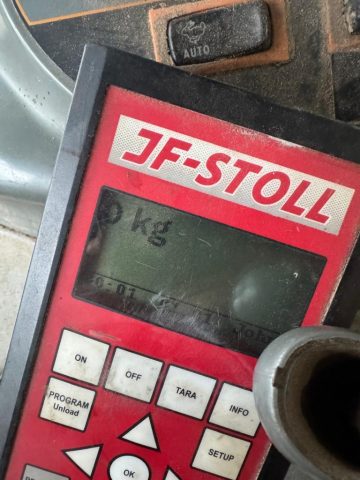 AUTO
JF-STOLL
0 kg
ON
OFF
TARA
INFO
PROGRAM
Unload
SETUP
OK